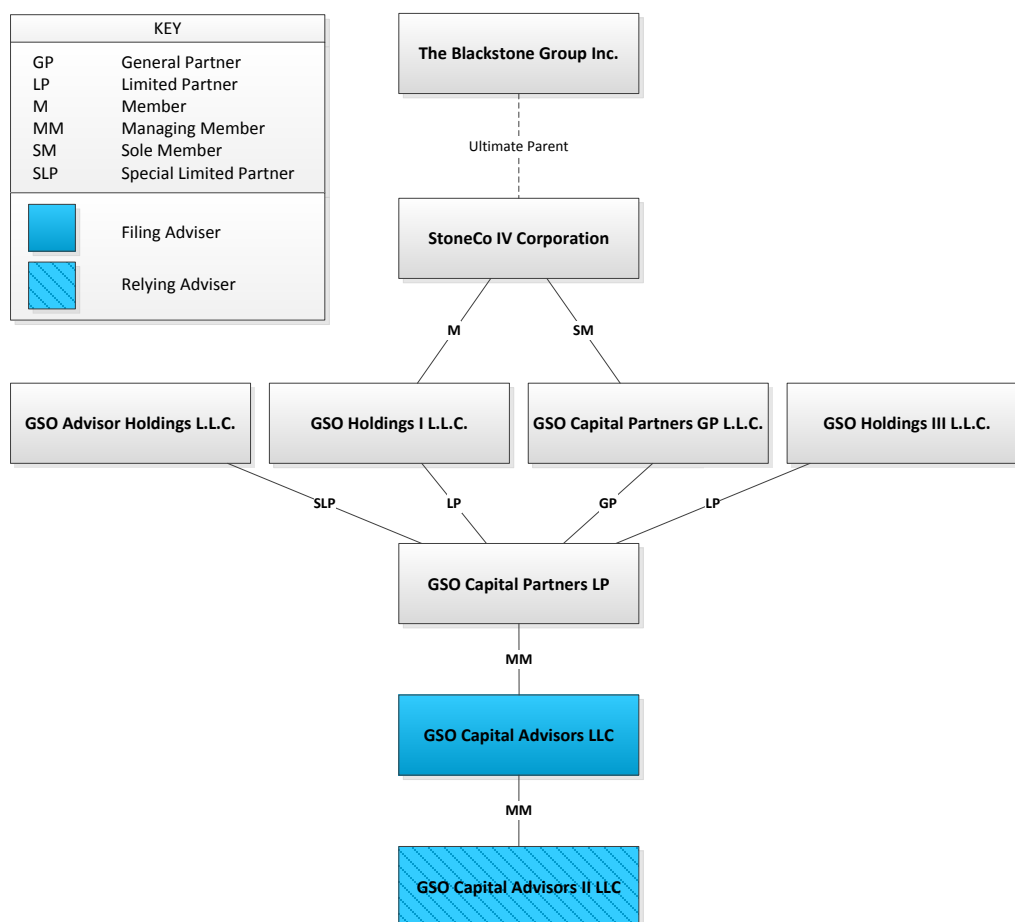 KEY
GP General Partner
LP Limited Partner
M Member
MM Managing Member
SM Sole Member
SLP Special Limited Partner
Filing Adviser
Relying Adviser
The Blackstone Group Inc.
Ultimate Parent
StoneCo IV Corporation
M
SM
GSO Advisor Holdings L.L.C.
GSO Holdings I L.L.C.
GSO Capital Partners GP L.L.C.
GSO Holdings III L.L.C.
SLP
LP
GP
LP
GSO Capital Partners LP
MM
GSO Capital Advisors LLC
MM
GSO Capital Advisors II LLC